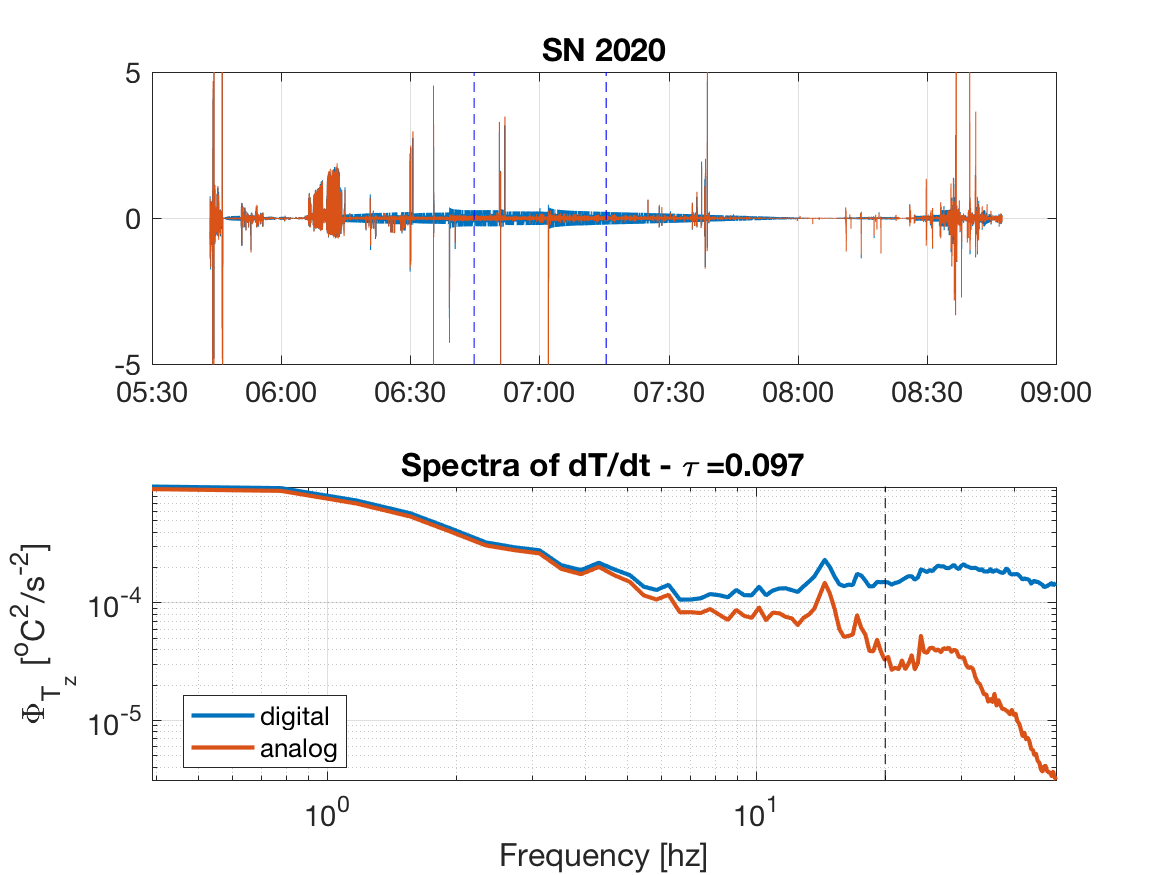 SN 2020
5
0
-5
05:30 06:00 06:30 07:00 07:30 08:00 08:30 09:00
Spectra of dT/dt - τ =0.097
Φ_{T_z} [°C²/s⁻²]
10⁻⁴
10⁻⁵
digital
analog
10⁰ 10¹
Frequency [hz]